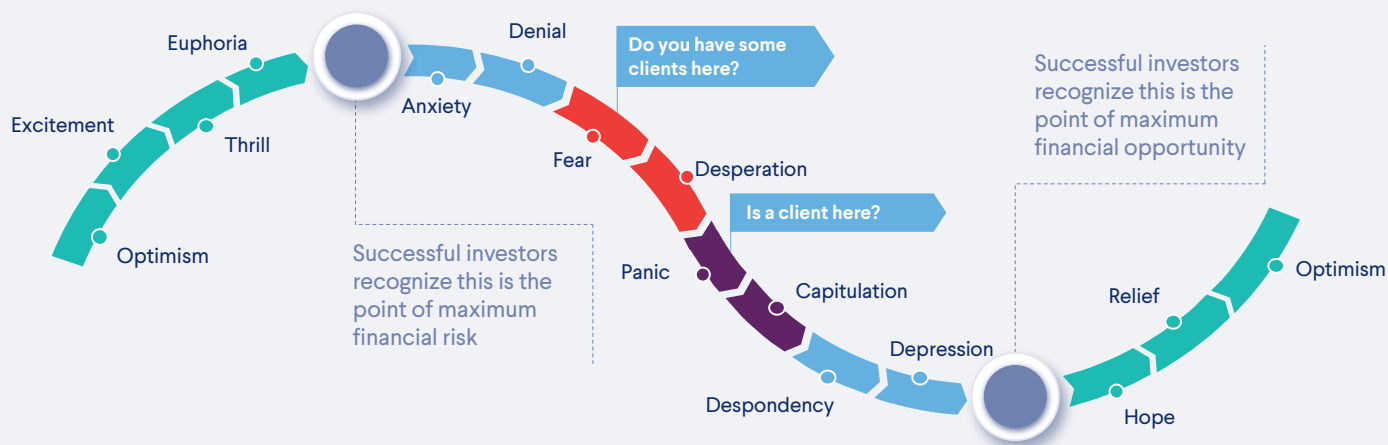 Euphoria
Excitement
Thrill
Optimism
Denial
Anxiety
Do you have some
clients here?
Fear
Desperation
Is a client here?
Successful investors
recognize this is the
point of maximum
financial risk
Panic
Capitulation
Despondency
Depression
Successful investors
recognize this is the
point of maximum
financial opportunity
Hope
Relief
Optimism